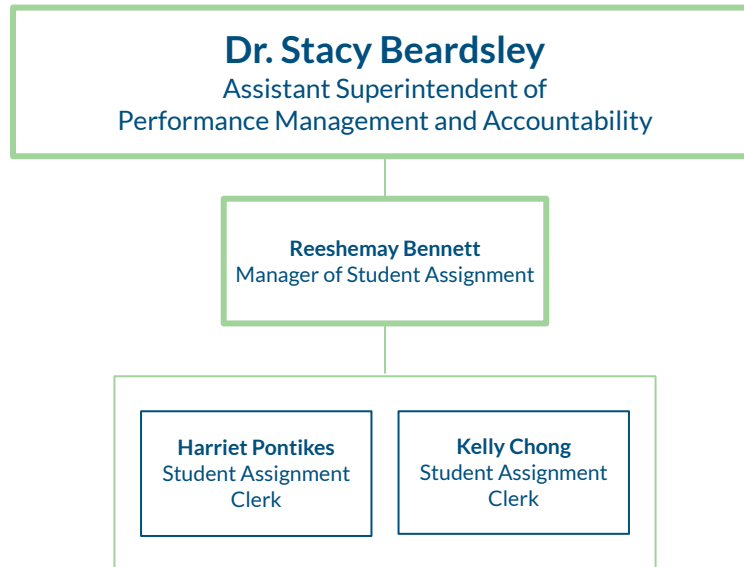 Dr. Stacy Beardsley
Assistant Superintendent of
Performance Management and Accountability
Reeshemay Bennett
Manager of Student Assignment
Harriet Pontikes
Student Assignment
Clerk
Kelly Chong
Student Assignment
Clerk